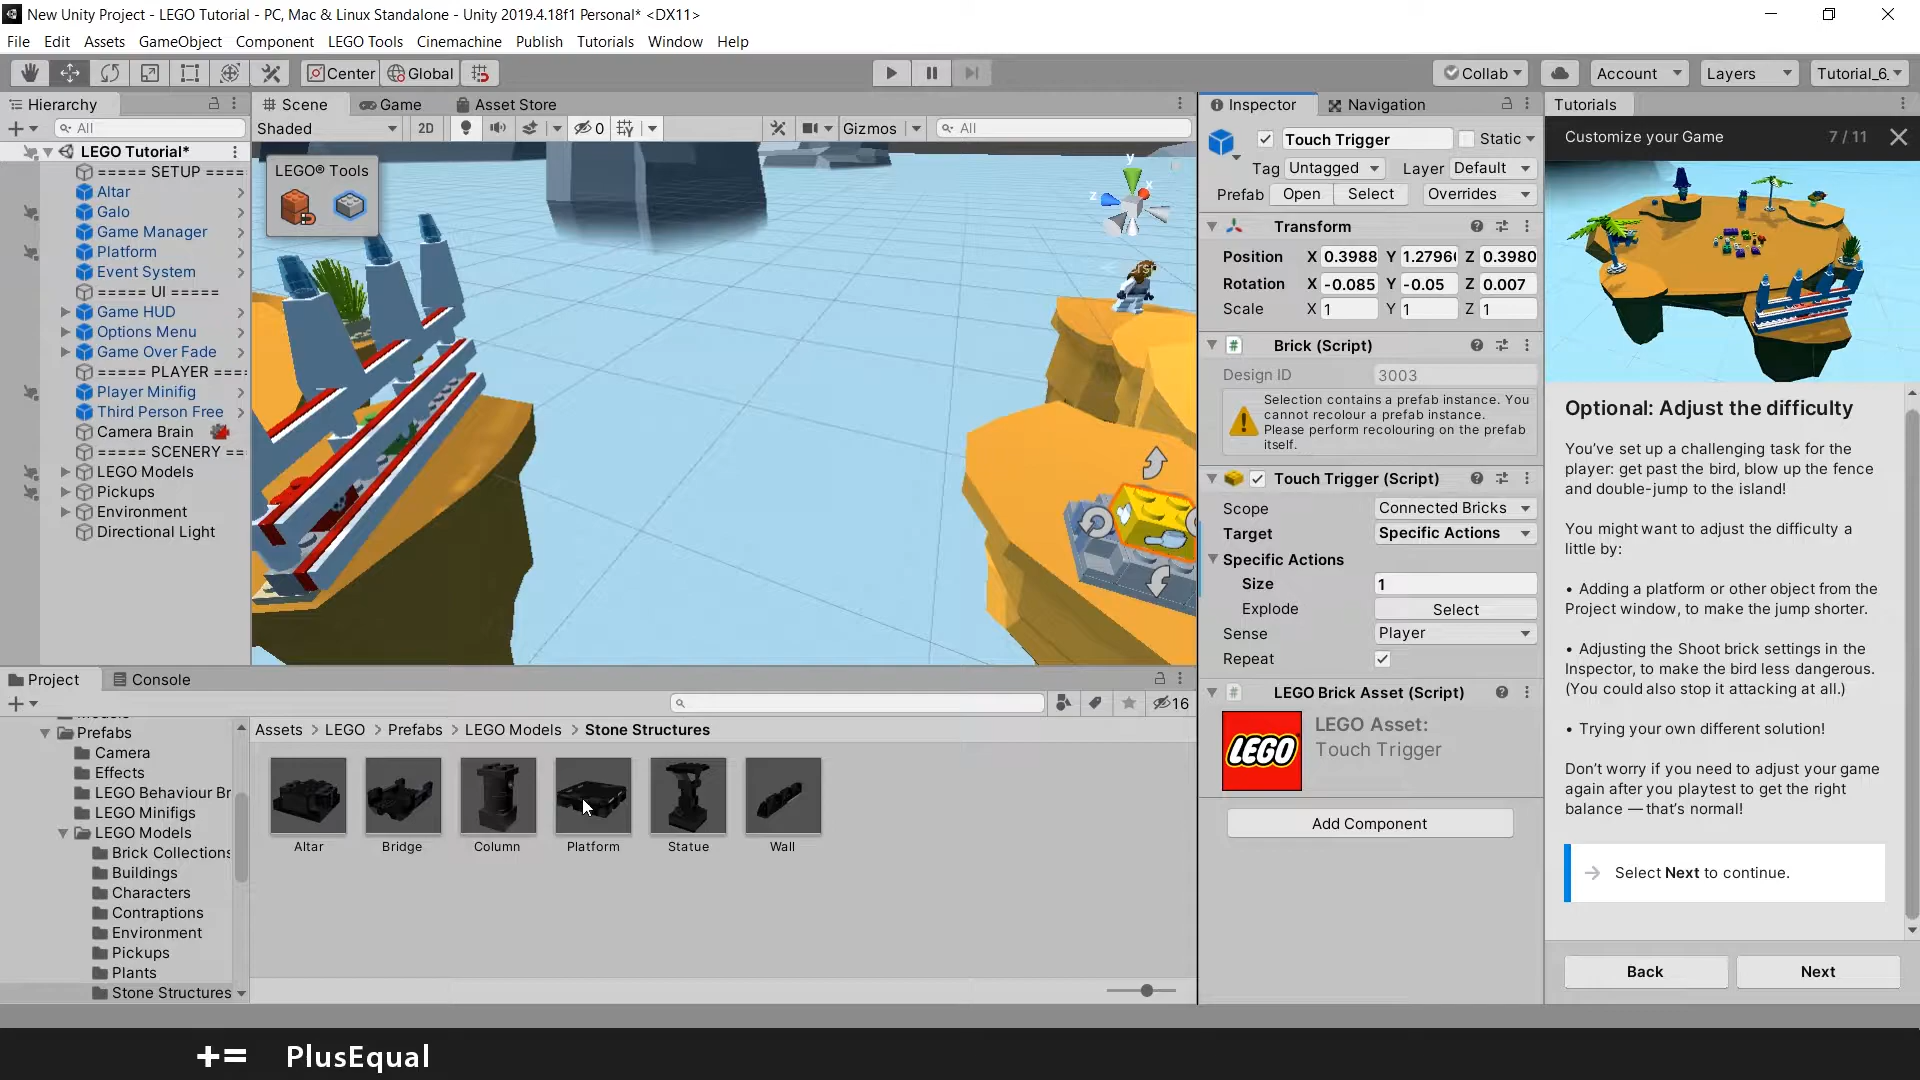 New Unity Project - LEGO Tutorial - PC, Mac & Linux Standalone - Unity 2019.4.18f1 Personal* <DX11>
File Edit Assets GameObject Component LEGO Tools Cinemachine Publish Tutorials Window Help
Center Global Collab Account Layers Tutorial_6.
Hierarchy
All
LEGO Tutorial*
===== SETUP ====
Altar
Galo
Game Manager
Platform
Event System
===== UI =====
Game HUD
Options Menu
Game Over Fade
===== PLAYER ====
Player Minifig
Third Person Free
Camera Brain
===== SCENERY ==
LEGO Models
Pickups
Environment
Directional Light
Scene Game Asset Store
Shaded 2D 0 Gizmos All
LEGO® Tools
y
x
z
Inspector Navigation
Touch Trigger Static
Tag Untagged Layer Default
Prefab Open Select Overrides
Transform
Position X 0.3988 Y 1.2796 Z 0.3980
Rotation X -0.085 Y -0.05 Z 0.007
Scale X 1 Y 1 Z 1
Brick (Script)
Design ID 3003
Selection contains a prefab instance. You
cannot recolour a prefab instance.
Please perform recolouring on the prefab
itself.
Touch Trigger (Script)
Scope Connected Bricks
Target Specific Actions
Specific Actions
Size 1
Explode Select
Sense Player
Repeat
LEGO Brick Asset (Script)
LEGO
LEGO Asset:
Touch Trigger
Add Component
Tutorials
Customize your Game 7 / 11
Optional: Adjust the difficulty
You've set up a challenging task for the
player: get past the bird, blow up the fence
and double-jump to the island!
You might want to adjust the difficulty a
little by:
• Adding a platform or other object from the
Project window, to make the jump shorter.
• Adjusting the Shoot brick settings in the
Inspector, to make the bird less dangerous.
(You could also stop it attacking at all.)
• Trying your own different solution!
Don't worry if you need to adjust your game
again after you playtest to get the right
balance — that's normal!
Select Next to continue.
Back Next
Project Console
16
Prefabs
Camera
Effects
LEGO Behaviour Br
LEGO Minifigs
LEGO Models
Brick Collections
Buildings
Characters
Contraptions
Environment
Pickups
Plants
Stone Structures
Assets > LEGO > Prefabs > LEGO Models > Stone Structures
Altar Bridge Column Platform Statue Wall
+= PlusEqual